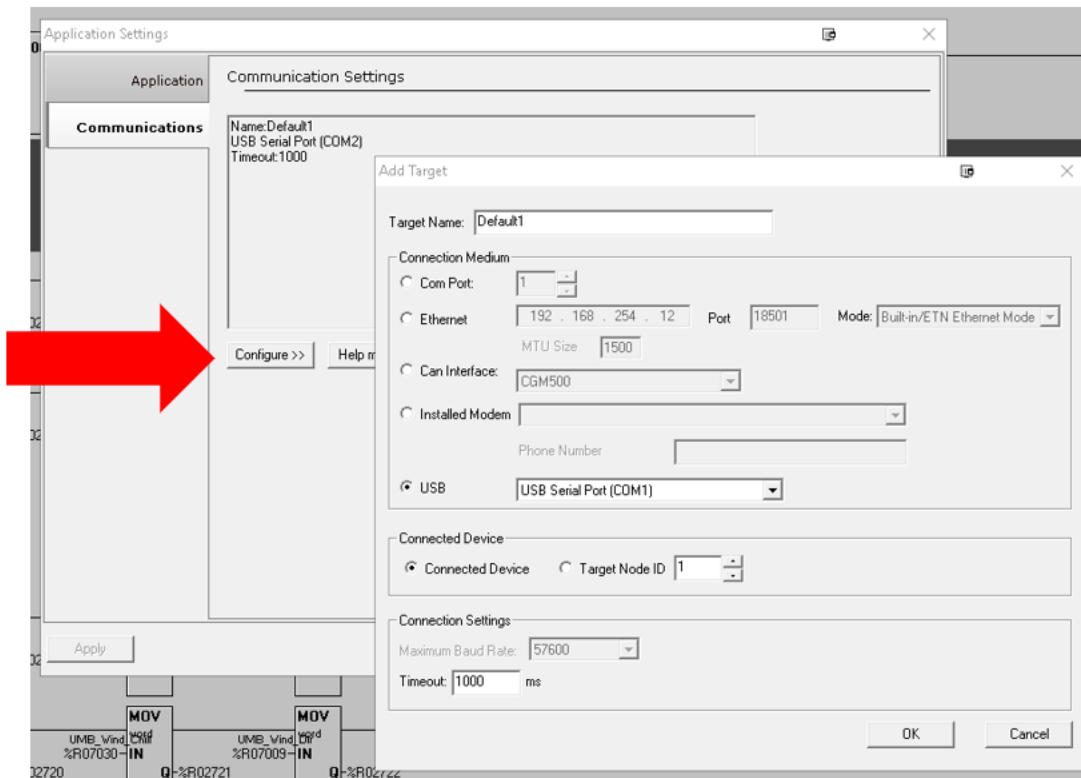 Application Settings
Application
Communications
Communication Settings
Name:Default1
USB Serial Port (COM2)
Timeout:1000
Configure >>
Help
Apply
Add Target
Target Name: Default1
Connection Medium
Com Port: 1
Ethernet 192 . 168 . 254 . 12 Port 18501 Mode: Built-in/ETN Ethernet Mode
MTU Size 1500
Can Interface: CGM500
Installed Modem
Phone Number
USB USB Serial Port (COM1)
Connected Device
Connected Device Target Node ID 1
Connection Settings
Maximum Baud Rate: 57600
Timeout: 1000 ms
OK Cancel
MOV MOV
word
%R07030 IN %R07009 IN
02720 Q %R02721 Q %R02722